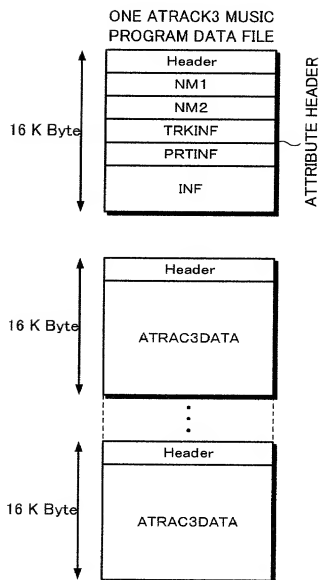 ONE ATRACK3 MUSIC
PROGRAM DATA FILE
Header
NM1
NM2
TRKINF
PRTINF
INF
16 K Byte
ATTRIBUTE HEADER
Header
ATRAC3DATA
16 K Byte
Header
ATRAC3DATA
16 K Byte